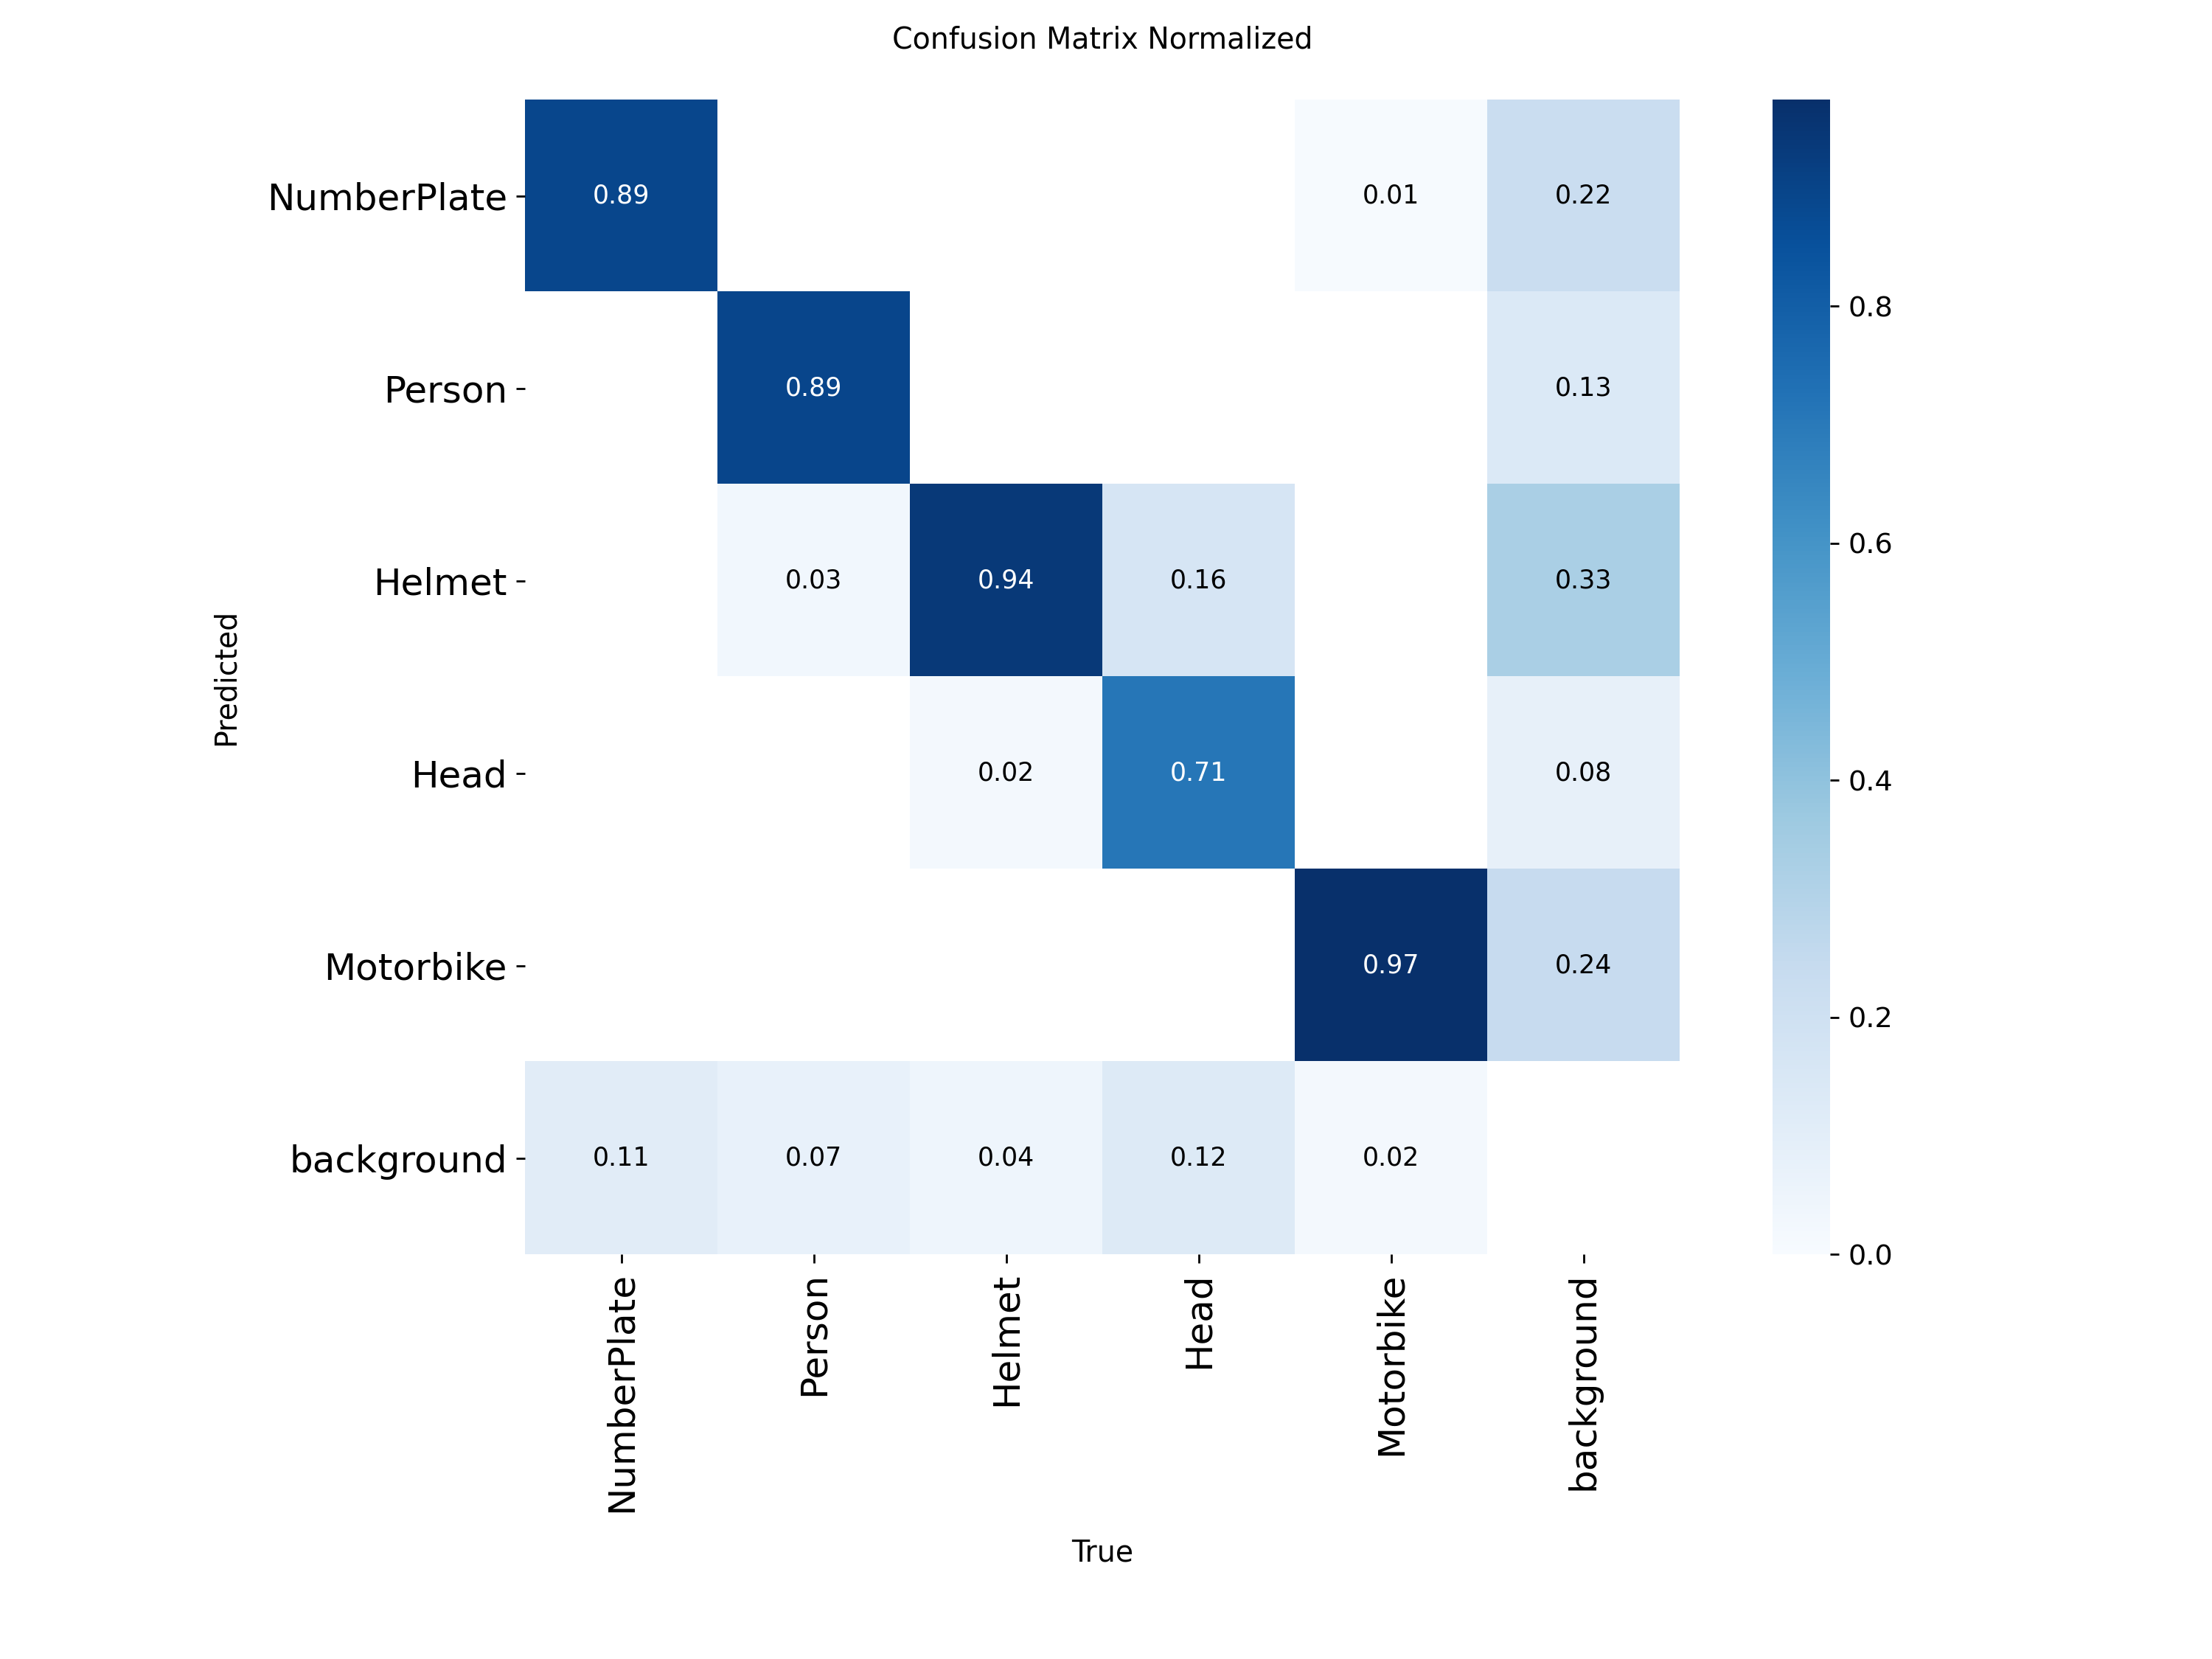 Confusion Matrix Normalized
NumberPlate 0.89 0.01 0.22
Person 0.89 0.13
Helmet 0.03 0.94 0.16 0.33
Head 0.02 0.71 0.08
Motorbike 0.97 0.24
background 0.11 0.07 0.04 0.12 0.02
Predicted
NumberPlate
Person
Helmet
Head
Motorbike
background
True
0.8
0.6
0.4
0.2
0.0